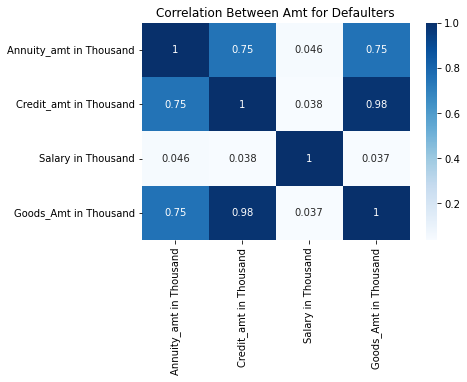 Correlation Between Amt for Defaulters
Annuity_amt in Thousand
1 0.75 0.046 0.75
Credit_amt in Thousand
0.75 1 0.038 0.98
Salary in Thousand
0.046 0.038 1 0.037
Goods_Amt in Thousand
0.75 0.98 0.037 1
Annuity_amt in Thousand
Credit_amt in Thousand
Salary in Thousand
Goods_Amt in Thousand
1.0
0.8
0.6
0.4
0.2